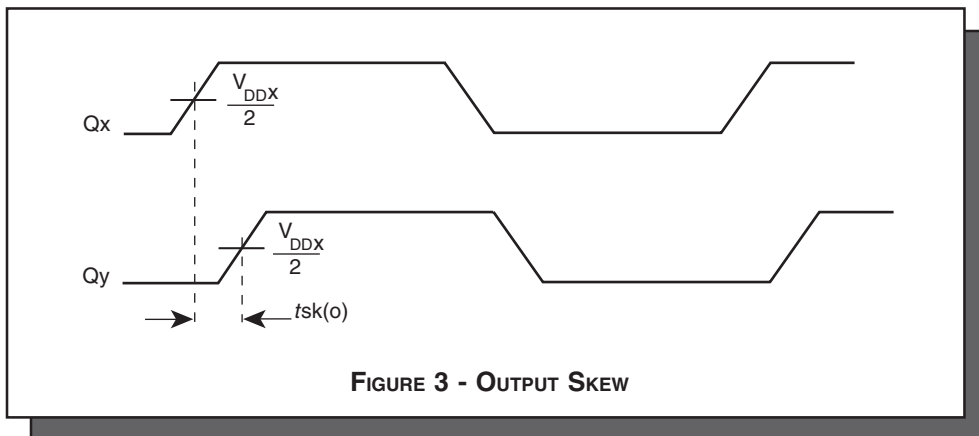 V_DDX
2
Qx
V_DDX
2
Qy
tsk(o)
FIGURE 3 - OUTPUT SKEW